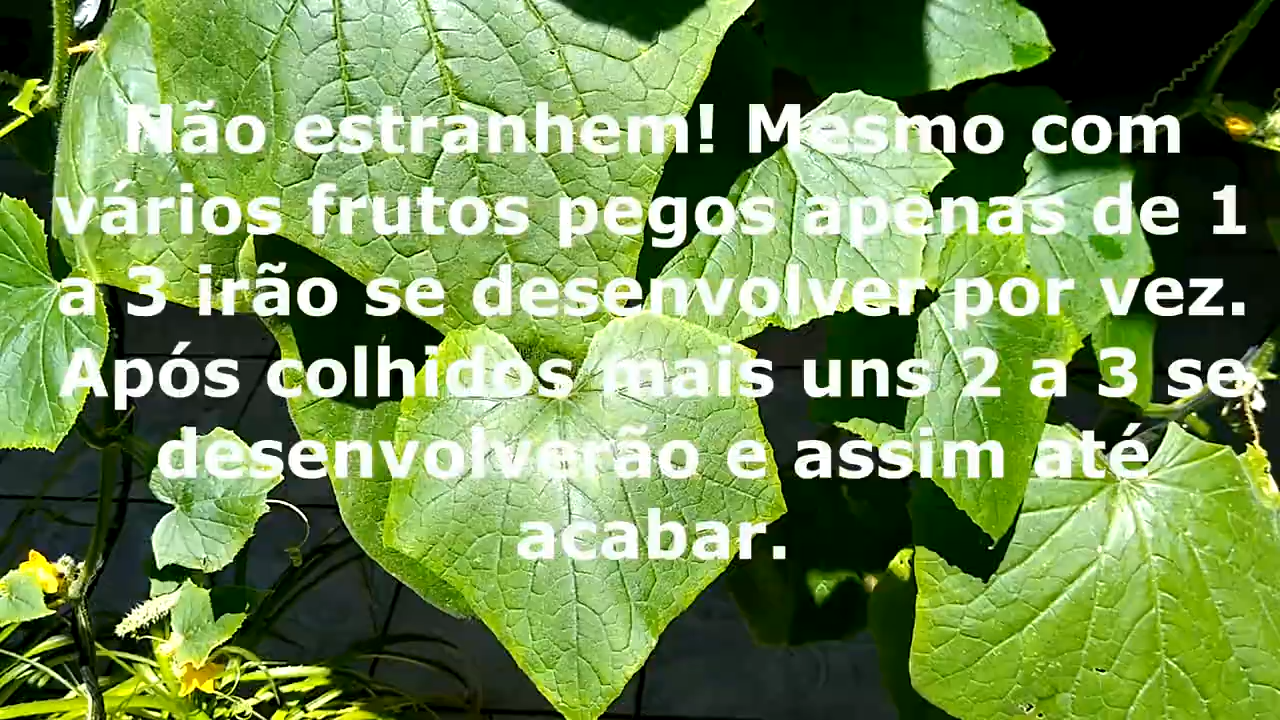 Não estranhem! Mesmo com
vários frutos pegos apenas de 1
a 3 irão se desenvolver por vez.
Após colhidos mais uns 2 a 3 se
desenvolverão e assim até
acabar.